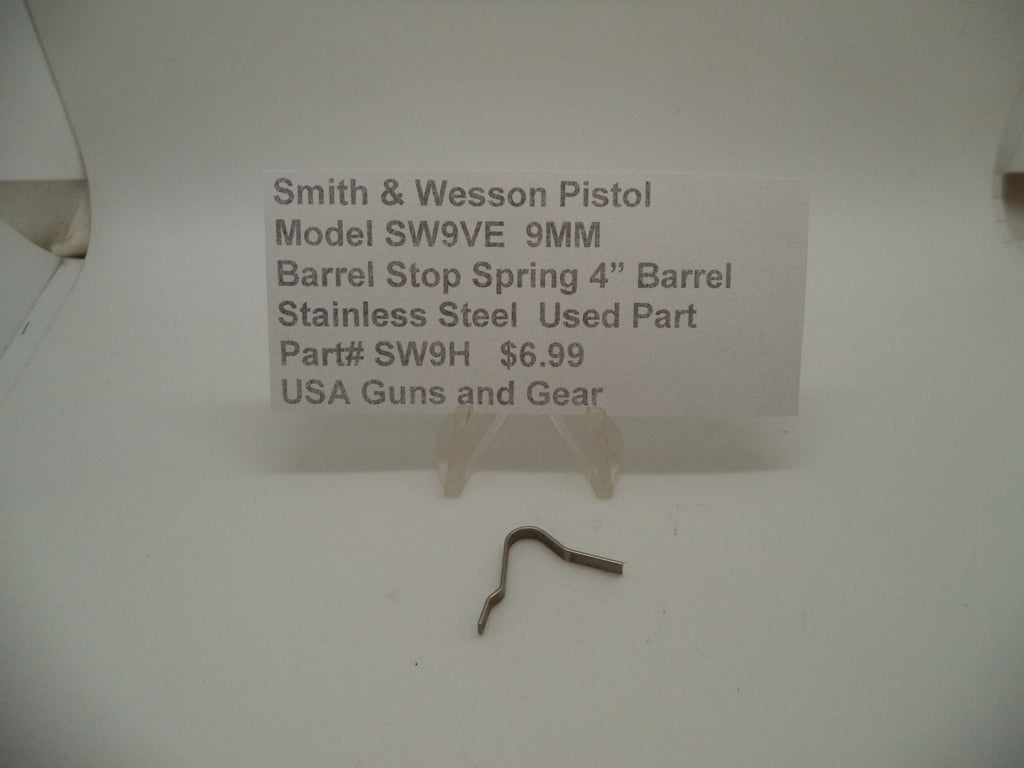 Smith & Wesson Pistol
Model SW9VE 9MM
Barrel Stop Spring 4” Barrel
Stainless Steel Used Part
Part# SW9H $6.99
USA Guns and Gear